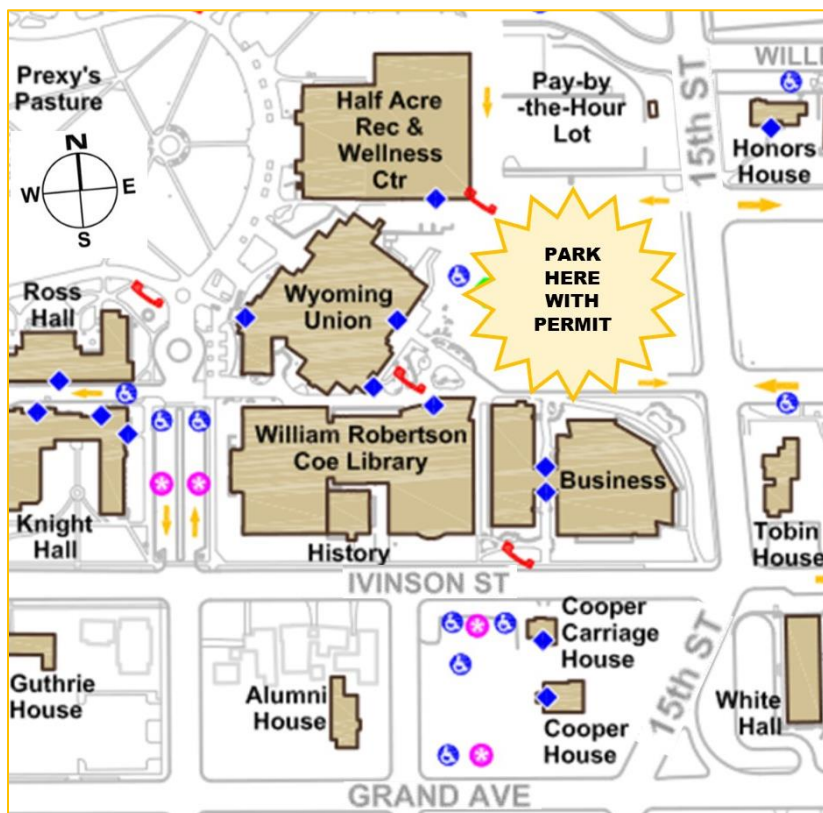 Prexy's
Pasture
Half Acre
Rec &
Wellness
Ctr
Pay-by
-the-Hour
Lot
15th ST
WILLI
Honors
House
N
W
E
S
PARK
HERE
WITH
PERMIT
Ross
Hall
Wyoming
Union
William Robertson
Coe Library
Business
Knight
Hall
History
Tobin
House
IVINSON ST
Cooper
Carriage
House
Guthrie
House
Alumni
House
15th ST
White
Hall
Cooper
House
GRAND AVE